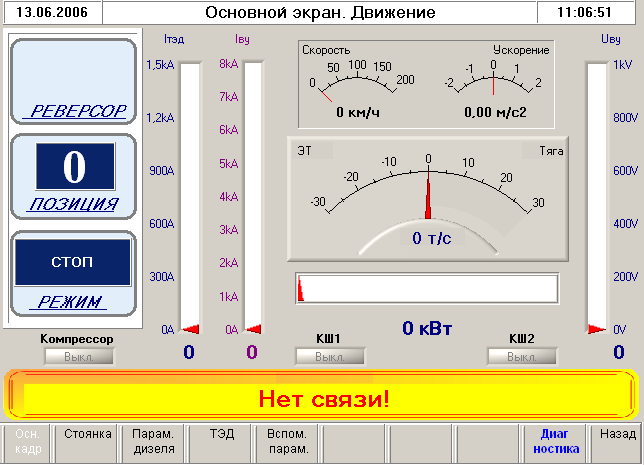 13.06.2006 Основной экран. Движение 11:06:51
Iтэд Iву Uву
Скорость Ускорение
0 50 100 150 200
-2 -1 0 1 2
0 км/ч 0,00 м/с2
РЕВЕРСОР
0
ПОЗИЦИЯ
СТОП
РЕЖИМ
1,5kA
1,2kA
900A
600A
300A
0A
0
8kA
7kA
6kA
5kA
4kA
3kA
2kA
1kA
0A
0
ЭТ Тяга
-30 -20 -10 0 10 20 30
0 т/с
0 кВт
1kV
800V
600V
400V
200V
0V
0
Компрессор КШ1 КШ2
Выкл. Выкл. Выкл.
Нет связи!
Осн. кадр
Стоянка
Парам. дизеля
ТЭД
Вспом. парам.
Диаг ностика
Назад